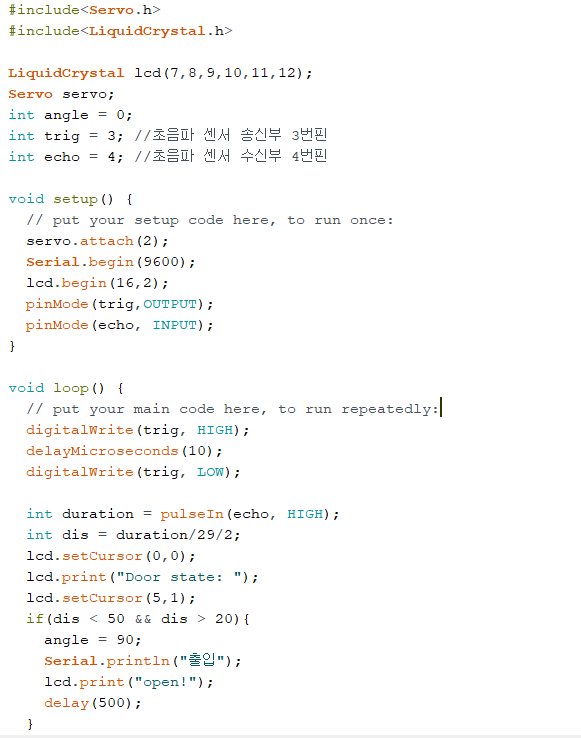 #include<Servo.h>
#include<LiquidCrystal.h>
LiquidCrystal lcd(7,8,9,10,11,12);
Servo servo;
int angle = 0;
int trig = 3; //초음파 센서 송신부 3번핀
int echo = 4; //초음파 센서 수신부 4번핀
void setup() {
// put your setup code here, to run once:
servo.attach(2);
Serial.begin(9600);
lcd.begin(16,2);
pinMode(trig,OUTPUT);
pinMode(echo, INPUT);
}
void loop() {
// put your main code here, to run repeatedly:
digitalWrite(trig, HIGH);
delayMicroseconds(10);
digitalWrite(trig, LOW);
int duration = pulseIn(echo, HIGH);
int dis = duration/29/2;
lcd.setCursor(0,0);
lcd.print("Door state: ");
lcd.setCursor(5,1);
if(dis < 50 && dis > 20){
angle = 90;
Serial.println("출입");
lcd.print("open!");
delay(500);
}